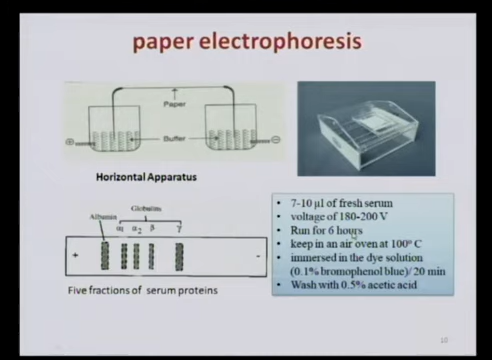 paper electrophoresis
Paper
+
Buffer
-
Horizontal Apparatus
Globulins
Albumin
α1 α2 β γ
+ -
Five fractions of serum proteins
• 7-10 µl of fresh serum
• voltage of 180-200 V
• Run for 6 hours
• keep in an air oven at 100° C
• immersed in the dye solution
(0.1% bromophenol blue)/ 20 min
• Wash with 0.5% acetic acid
10